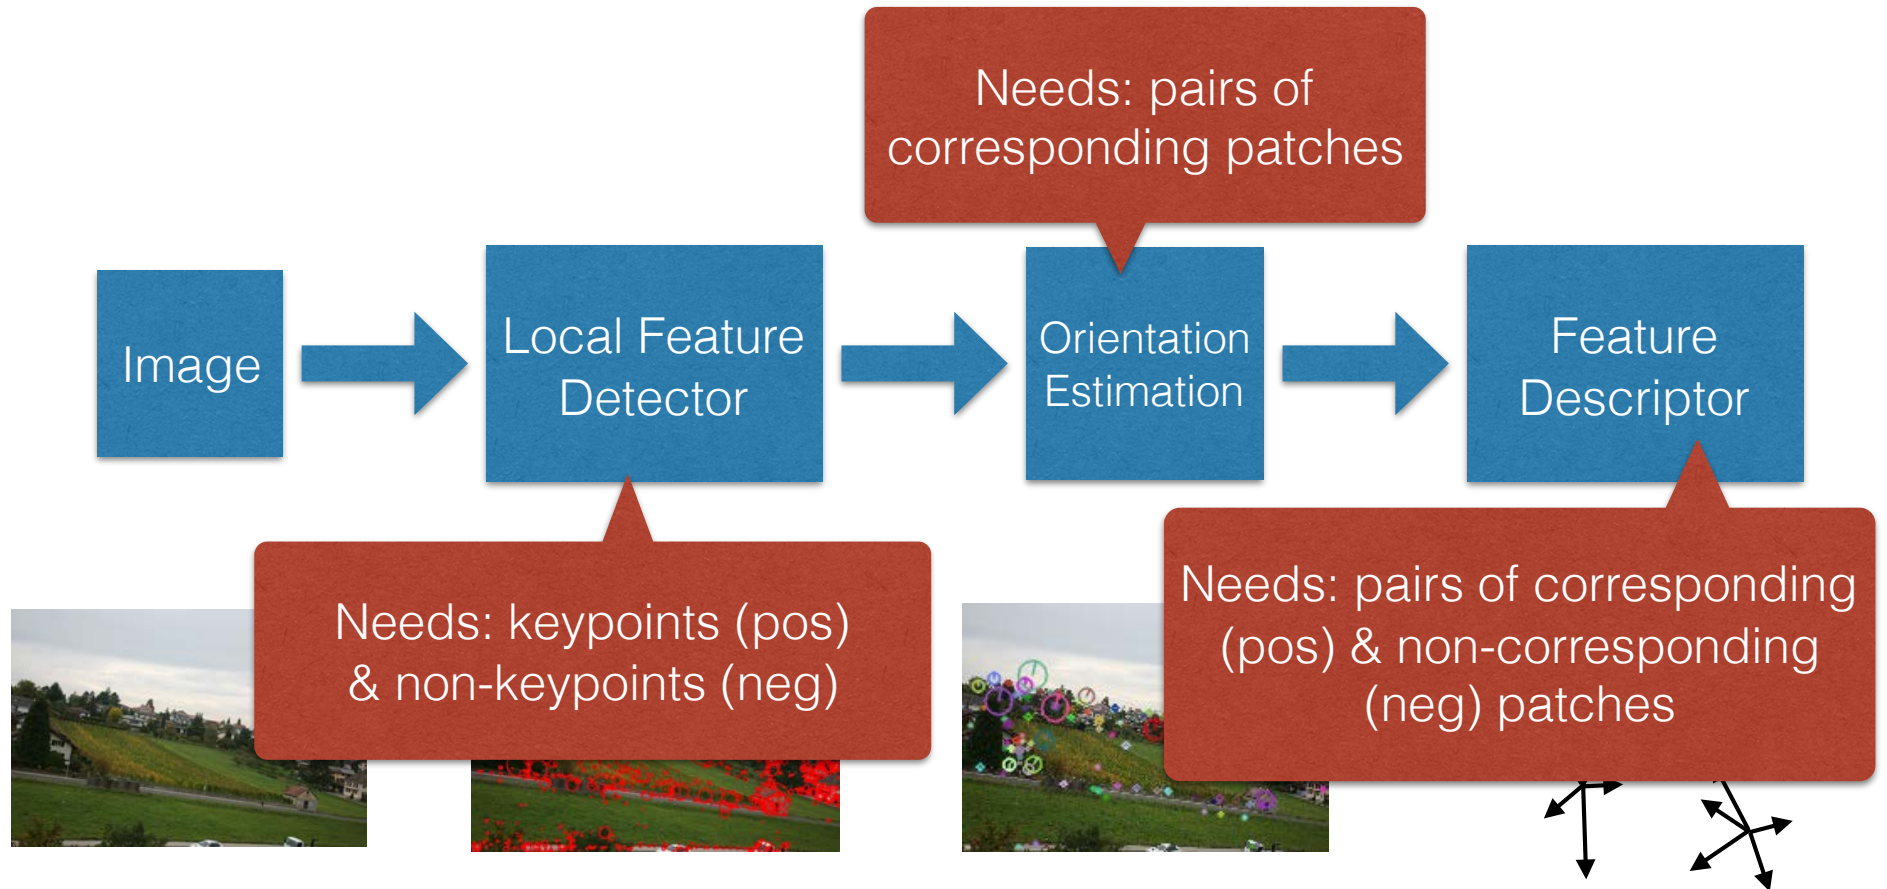 Needs: pairs of
corresponding patches
Image
Local Feature
Detector
Orientation
Estimation
Feature
Descriptor
Needs: keypoints (pos)
& non-keypoints (neg)
Needs: pairs of corresponding
(pos) & non-corresponding
(neg) patches